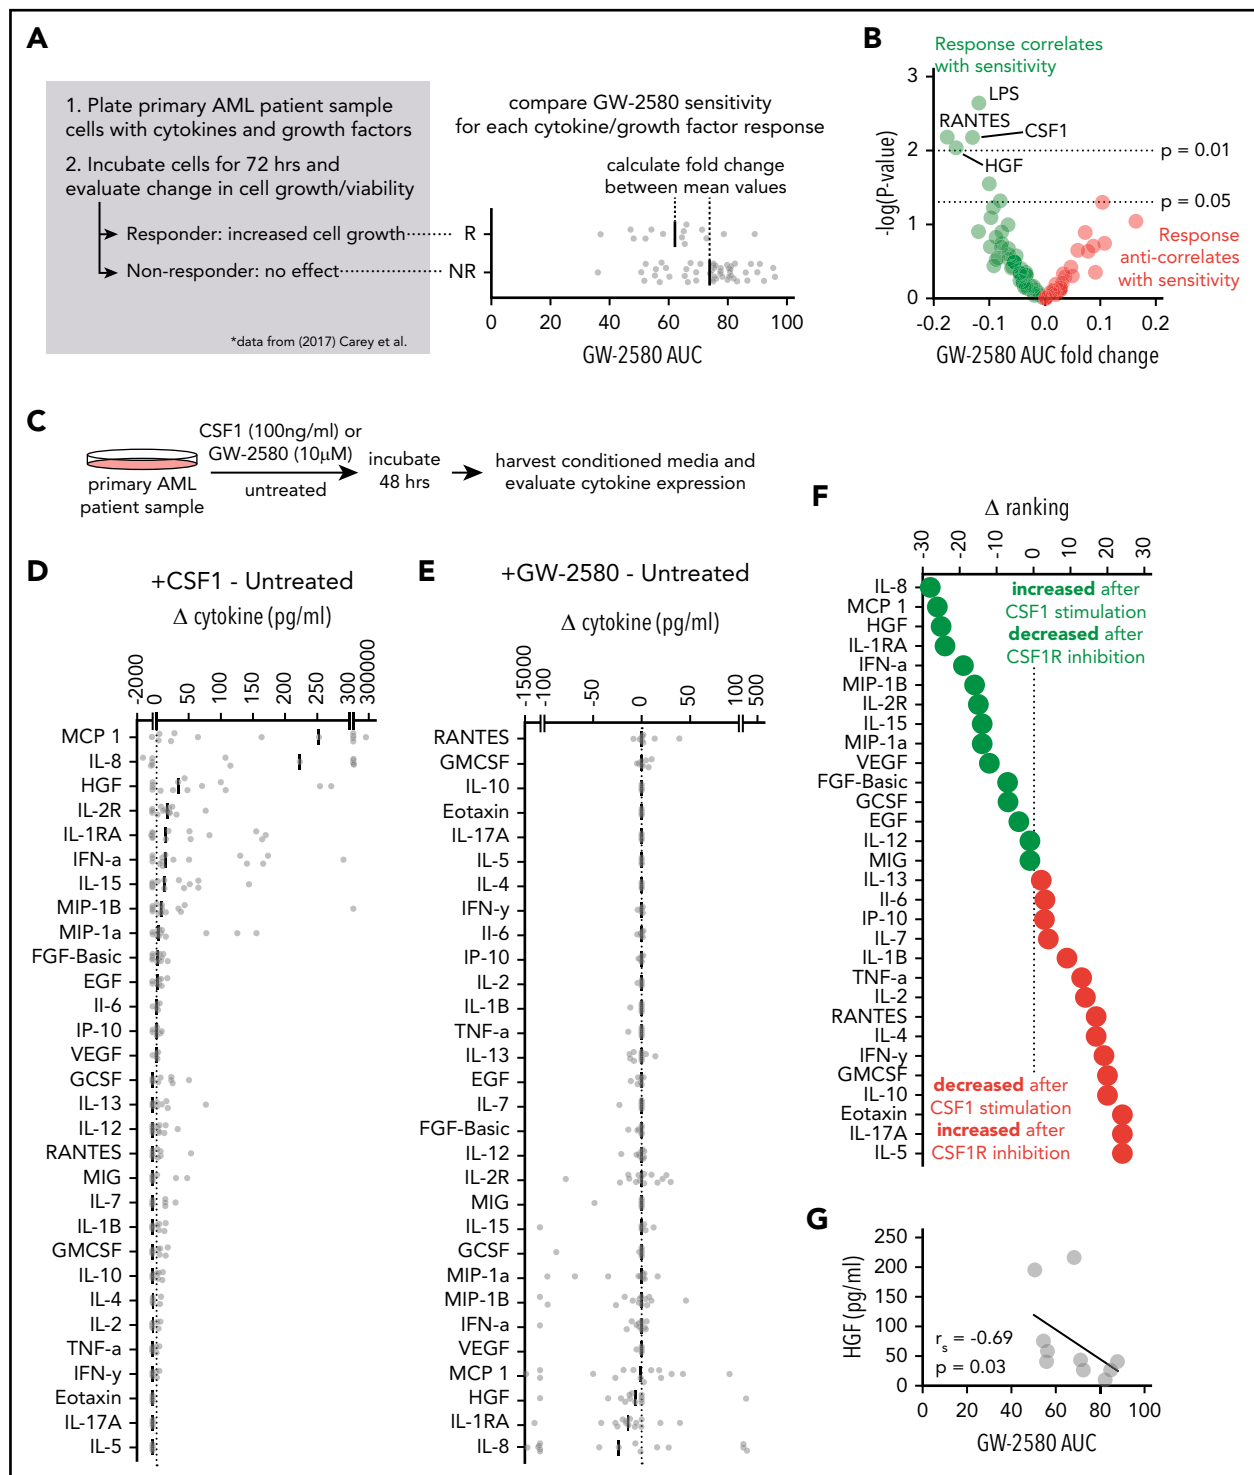 A
1. Plate primary AML patient sample
cells with cytokines and growth factors
2. Incubate cells for 72 hrs and
evaluate change in cell growth/viability
Responder: increased cell growth
Non-responder: no effect
*data from (2017) Carey et al.
compare GW-2580 sensitivity
for each cytokine/growth factor response
calculate fold change
between mean values
R
NR
0 20 40 60 80 100
GW-2580 AUC
B
Response correlates
with sensitivity
3
2
1
0
-log(P-value)
LPS
RANTES
CSF1
HGF
p = 0.01
p = 0.05
Response
anti-correlates
with sensitivity
-0.2 -0.1 0.0 0.1 0.2
GW-2580 AUC fold change
C
CSF1 (100ng/ml) or
GW-2580 (10µM)
untreated
primary AML
patient sample
incubate
48 hrs
harvest conditioned media and
evaluate cytokine expression
D
+CSF1 - Untreated
Δ cytokine (pg/ml)
-2000 0 50 100 150 200 250 300 300000
MCP 1
IL-8
HGF
IL-2R
IL-1RA
IFN-a
IL-15
MIP-1B
MIP-1a
FGF-Basic
EGF
Il-6
IP-10
VEGF
GCSF
IL-13
IL-12
RANTES
MIG
IL-7
IL-1B
GMCSF
IL-10
IL-4
IL-2
TNF-a
IFN-y
Eotaxin
IL-17A
IL-5
E
+GW-2580 - Untreated
Δ cytokine (pg/ml)
-15000 -100 -50 0 50 100 500
RANTES
GMCSF
IL-10
Eotaxin
IL-17A
IL-5
IL-4
IFN-y
Il-6
IP-10
IL-2
IL-1B
TNF-a
IL-13
EGF
IL-7
FGF-Basic
IL-12
IL-2R
MIG
IL-15
GCSF
MIP-1a
MIP-1B
IFN-a
VEGF
MCP 1
HGF
IL-1RA
IL-8
F
Δ ranking
-30 -20 -10 0 10 20 30
increased after
CSF1 stimulation
decreased after
CSF1R inhibition
IL-8
MCP 1
HGF
IL-1RA
IFN-a
MIP-1B
IL-2R
IL-15
MIP-1a
VEGF
FGF-Basic
GCSF
EGF
IL-12
MIG
IL-13
Il-6
IP-10
IL-7
IL-1B
TNF-a
IL-2
RANTES
IL-4
IFN-y
GMCSF
IL-10
Eotaxin
IL-17A
IL-5
decreased after
CSF1 stimulation
increased after
CSF1R inhibition
G
250
200
150
100
50
0
HGF (pg/ml)
rs = -0.69
p = 0.03
0 20 40 60 80 100
GW-2580 AUC